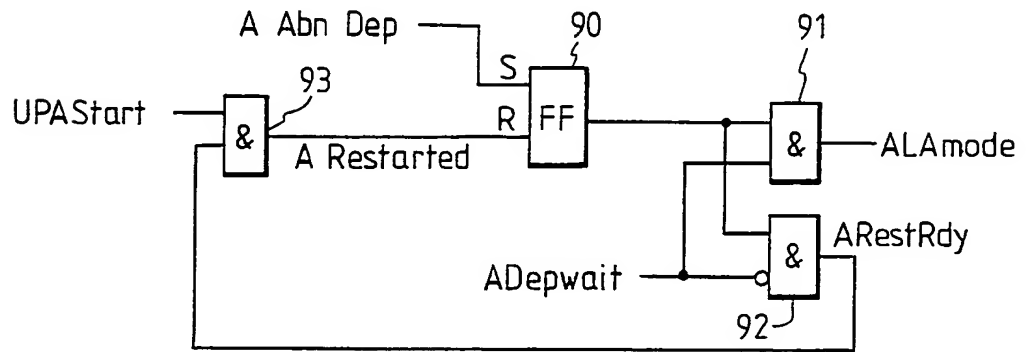 A Abn Dep
90
91
93
S
UPAStart
&
R
FF
&
ALAmode
A Restarted
ARestRdy
&
ADepwait
92